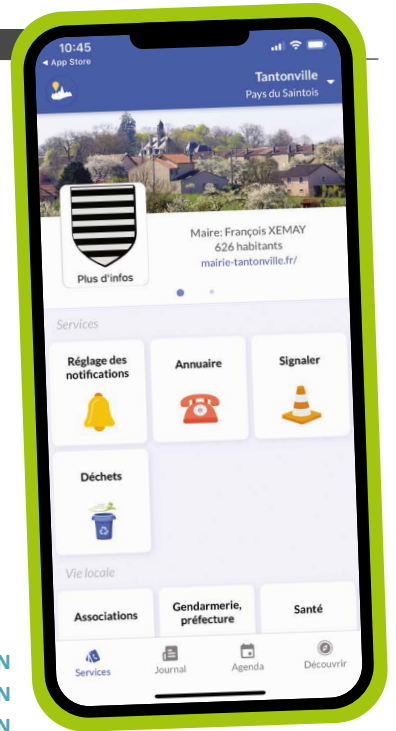 10:45
◀ App Store
Tantonville
Pays du Saintois
Maire: François XEMAY
626 habitants
mairie-tantonville.fr/
Plus d'infos
Services
Réglage des
notifications
Annuaire
Signaler
Déchets
Vie locale
Associations
Gendarmerie,
préfecture
Santé
Services
Journal
Agenda
Découvrir
N
N
N